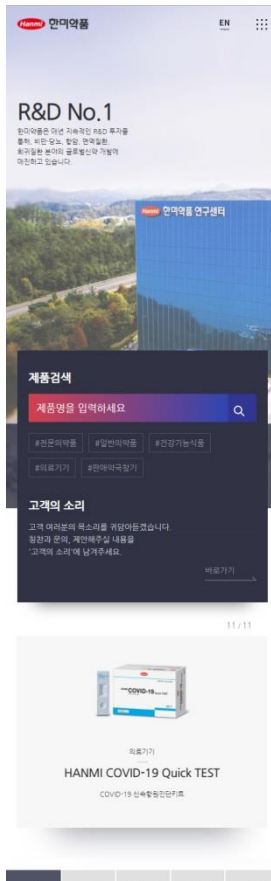 Hanmi 한미약품
EN
R&D No.1
한미약품은 매년 지속적인 R&D 투자를
통해, 비만·당뇨, 항암, 면역질환,
희귀질환 분야의 글로벌신약 개발에
매진하고 있습니다.
Hanmi 한미약품 연구센터
제품검색
제품명을 입력하세요
#전문의약품 #일반의약품 #건강기능식품
#의료기기 #판매약국찾기
고객의 소리
고객 여러분의 목소리를 귀담아듣겠습니다.
칭찬과 문의, 제안해주실 내용을
'고객의 소리'에 남겨주세요.
바로가기
11 / 11
COVID-19
의료기기
HANMI COVID-19 Quick TEST
COVID-19 신속항원진단키트